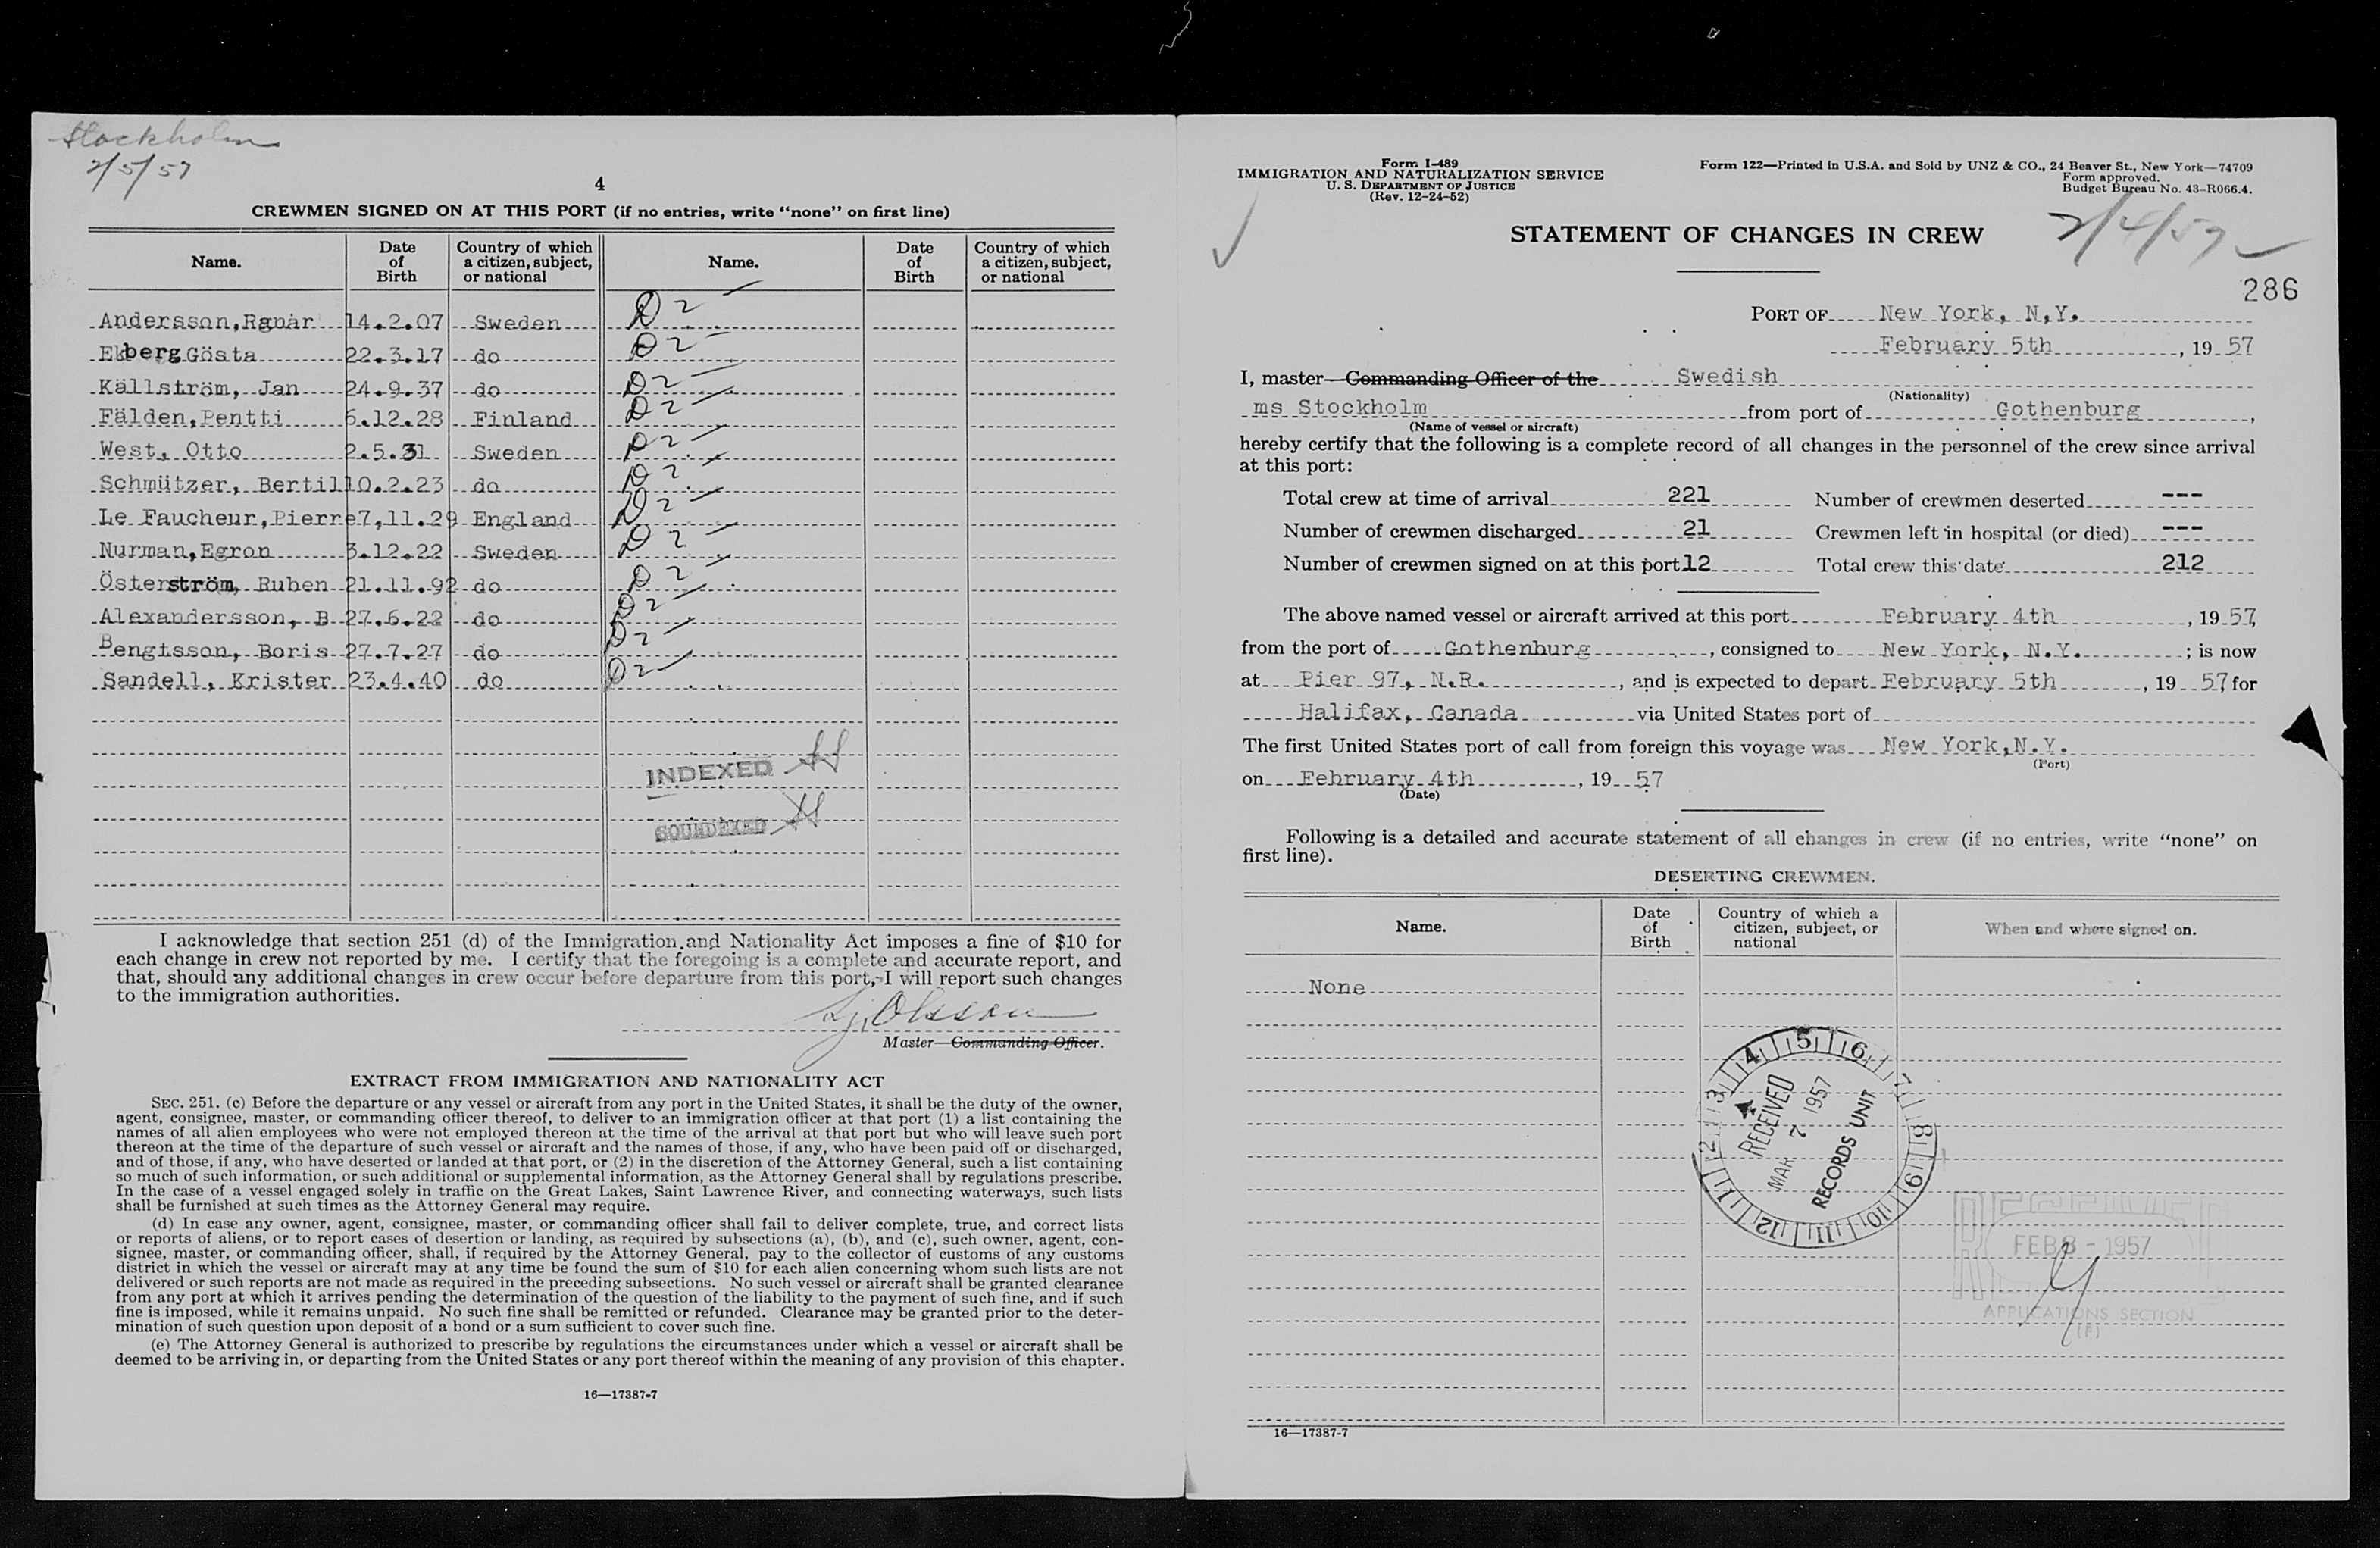 Stockholm
2/5/57
4
CREWMEN SIGNED ON AT THIS PORT (if no entries, write “none” on first line)
Name. Date of Birth Country of which a citizen, subject, or national Name. Date of Birth Country of which a citizen, subject, or national
Andersson, Rgnar 14.2.07 Sweden D2
Ekberg Gösta 22.3.17 do D2
Källström, Jan 24.9.37 do D2
Fälden, Pentti 6.12.28 Finland D2
West, Otto 2.5.31 Sweden D2
Schmützer, Bertil 10.2.23 do D2
Le Faucheur, Pierre 7,11.29 England D2
Nurman, Egron 3.12.22 Sweden D2
Österström, Ruben 21.11.92 do D2
Alexandersson, B 27.6.22 do D2
Bengtsson, Boris 27.7.27 do D2
Sandell, Krister 23.4.40 do D2
INDEXED
SOUNDEXED
I acknowledge that section 251 (d) of the Immigration and Nationality Act imposes a fine of $10 for
each change in crew not reported by me. I certify that the foregoing is a complete and accurate report, and
that, should any additional changes in crew occur before departure from this port, I will report such changes
to the immigration authorities.
Olsson
Master—Commanding Officer.
EXTRACT FROM IMMIGRATION AND NATIONALITY ACT
SEC. 251. (c) Before the departure or any vessel or aircraft from any port in the United States, it shall be the duty of the owner,
agent, consignee, master, or commanding officer thereof, to deliver to an immigration officer at that port (1) a list containing the
names of all alien employees who were not employed thereon at the time of the arrival at that port but who will leave such port
thereon at the time of the departure of such vessel or aircraft and the names of those, if any, who have been paid off or discharged,
and of those, if any, who have deserted or landed at that port, or (2) in the discretion of the Attorney General, such a list containing
so much of such information, or such additional or supplemental information, as the Attorney General shall by regulations prescribe.
In the case of a vessel engaged solely in traffic on the Great Lakes, Saint Lawrence River, and connecting waterways, such lists
shall be furnished at such times as the Attorney General may require.
(d) In case any owner, agent, consignee, master, or commanding officer shall fail to deliver complete, true, and correct lists
or reports of aliens, or to report cases of desertion or landing, as required by subsections (a), (b), and (c), such owner, agent, con-
signee, master, or commanding officer, shall, if required by the Attorney General, pay to the collector of customs of any customs
district in which the vessel or aircraft may at any time be found the sum of $10 for each alien concerning whom such lists are not
delivered or such reports are not made as required in the preceding subsections. No such vessel or aircraft shall be granted clearance
from any port at which it arrives pending the determination of the question of the liability to the payment of such fine, and if such
fine is imposed, while it remains unpaid. No such fine shall be remitted or refunded. Clearance may be granted prior to the deter-
mination of such question upon deposit of a bond or a sum sufficient to cover such fine.
(e) The Attorney General is authorized to prescribe by regulations the circumstances under which a vessel or aircraft shall be
deemed to be arriving in, or departing from the United States or any port thereof within the meaning of any provision of this chapter.
16—17387-7
Form I-489
IMMIGRATION AND NATURALIZATION SERVICE
U. S. DEPARTMENT OF JUSTICE
(Rev. 12-24-52)
Form 122—Printed in U.S.A. and Sold by UNZ & CO., 24 Beaver St., New York—74709
Form approved.
Budget Bureau No. 43-R066.4.
STATEMENT OF CHANGES IN CREW
2/4/57
286
PORT OF New York, N.Y.
February 5th, 19 57
I, master—Commanding Officer of the Swedish
(Nationality)
ms Stockholm from port of Gothenburg,
(Name of vessel or aircraft)
hereby certify that the following is a complete record of all changes in the personnel of the crew since arrival
at this port:
Total crew at time of arrival 221 Number of crewmen deserted ---
Number of crewmen discharged 21 Crewmen left in hospital (or died) ---
Number of crewmen signed on at this port 12 Total crew this date 212
The above named vessel or aircraft arrived at this port February 4th, 19 57,
from the port of Gothenburg, consigned to New York, N.Y.; is now
at Pier 97, N.R., and is expected to depart February 5th, 19 57 for
Halifax, Canada via United States port of
The first United States port of call from foreign this voyage was New York, N.Y.
(Port)
on February 4th, 19 57
(Date)
Following is a detailed and accurate statement of all changes in crew (if no entries, write “none” on
first line).
DESERTING CREWMEN.
Name. Date of Birth Country of which a citizen, subject, or national When and where signed on.
None
1 2 3 4 5 6 7 8 9 10 11 12
RECEIVED
MAR 7 1957
RECORDS UNIT
RECEIVED
FEB 8 - 1957
APPLICATIONS SECTION
(F)
16—17387-7